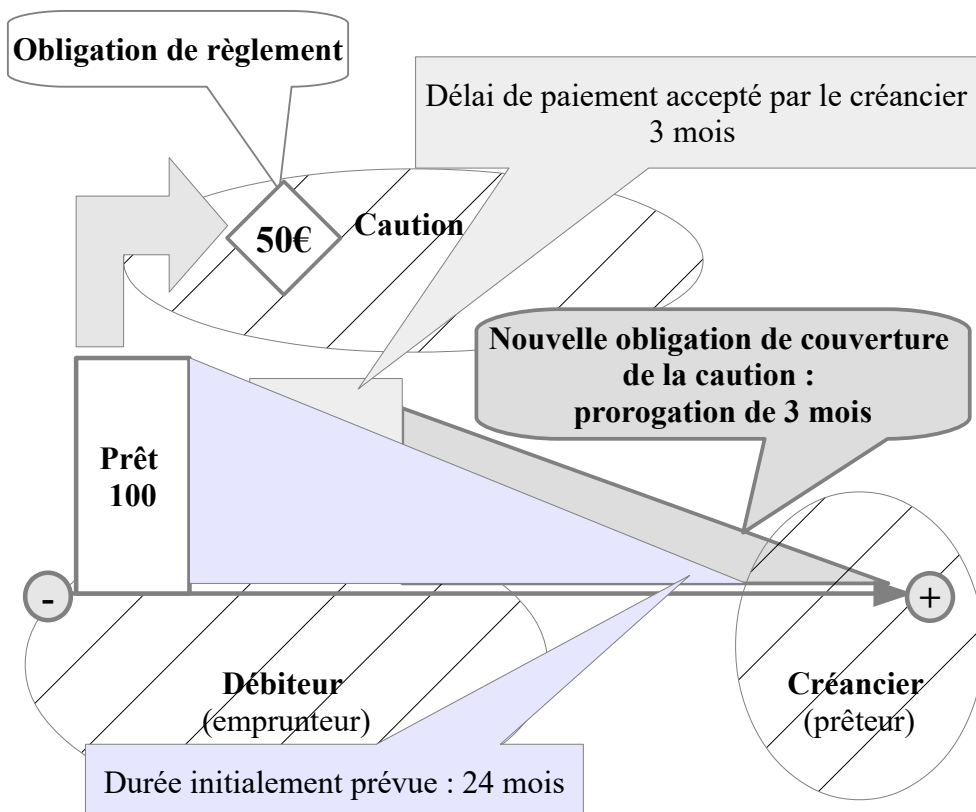 Obligation de règlement
Délai de paiement accepté par le créancier
3 mois
50€
Caution
Nouvelle obligation de couverture
de la caution :
prorogation de 3 mois
Prêt
100
-
+
Débiteur
(emprunteur)
Créancier
(prêteur)
Durée initialement prévue : 24 mois